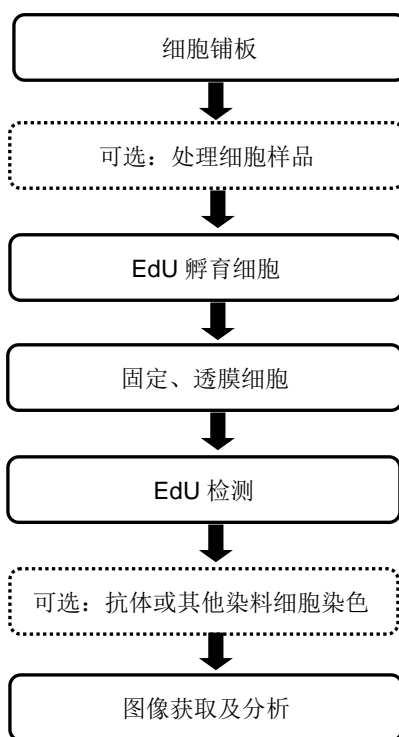 细胞铺板
可选：处理细胞样品
EdU 孵育细胞
固定、透膜细胞
EdU 检测
可选：抗体或其他染料细胞染色
图像获取及分析